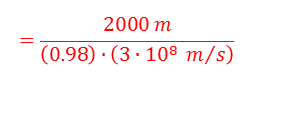 = 2000 m / (0.98) · (3 · 10⁸ m/s)